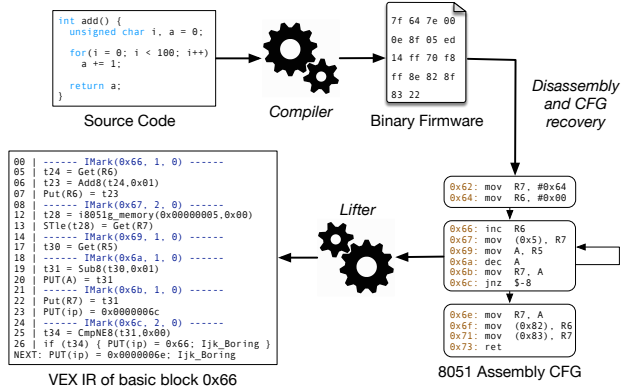 int add() {
unsigned char i, a = 0;
for(i = 0; i < 100; i++)
a += 1;
return a;
}
Source Code
Compiler
7f 64 7e 00
0e 8f 05 ed
14 ff 70 f8
ff 8e 82 8f
83 22
Binary Firmware
Disassembly
and CFG
recovery
0x62: mov R7, #0x64
0x64: mov R6, #0x00
0x66: inc R6
0x67: mov (0x5), R7
0x69: mov A, R5
0x6a: dec A
0x6b: mov R7, A
0x6c: jnz $-8
0x6e: mov R7, A
0x6f: mov (0x82), R6
0x71: mov (0x83), R7
0x73: ret
8051 Assembly CFG
Lifter
00 | ------ IMark(0x66, 1, 0) ------
05 | t24 = Get(R6)
06 | t23 = Add8(t24,0x01)
07 | Put(R6) = t23
08 | ------ IMark(0x67, 2, 0) ------
12 | t28 = i8051g_memory(0x00000005,0x00)
13 | STle(t28) = Get(R7)
14 | ------ IMark(0x69, 1, 0) ------
17 | t30 = Get(R5)
18 | ------ IMark(0x6a, 1, 0) ------
19 | t31 = Sub8(t30,0x01)
20 | PUT(A) = t31
21 | ------ IMark(0x6b, 1, 0) ------
22 | Put(R7) = t31
23 | PUT(ip) = 0x0000006c
24 | ------ IMark(0x6c, 2, 0) ------
25 | t34 = CmpNE8(t31,0x00)
26 | if (t34) { PUT(ip) = 0x66; Ijk_Boring }
NEXT: PUT(ip) = 0x0000006e; Ijk_Boring
VEX IR of basic block 0x66